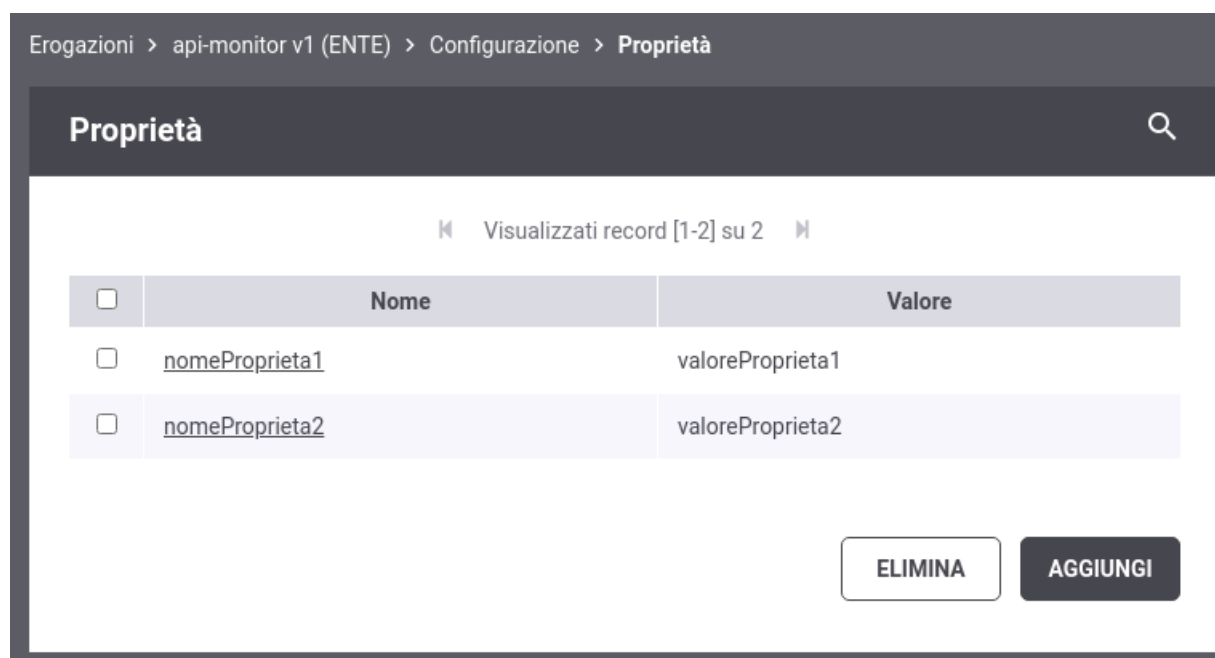 Erogazioni > api-monitor v1 (ENTE) > Configurazione > Proprietà
Proprietà
Visualizzati record [1-2] su 2
Nome Valore
nomeProprieta1 valoreProprieta1
nomeProprieta2 valoreProprieta2
ELIMINA AGGIUNGI